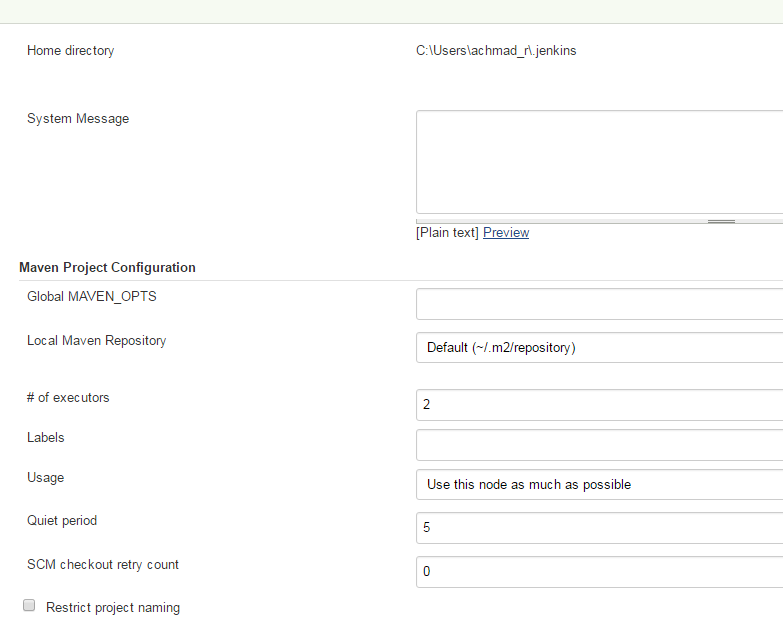 Home directory C:\Users\achmad_r\.jenkins
System Message
[Plain text] Preview
Maven Project Configuration
Global MAVEN_OPTS
Local Maven Repository Default (~/.m2/repository)
# of executors 2
Labels
Usage Use this node as much as possible
Quiet period 5
SCM checkout retry count 0
Restrict project naming